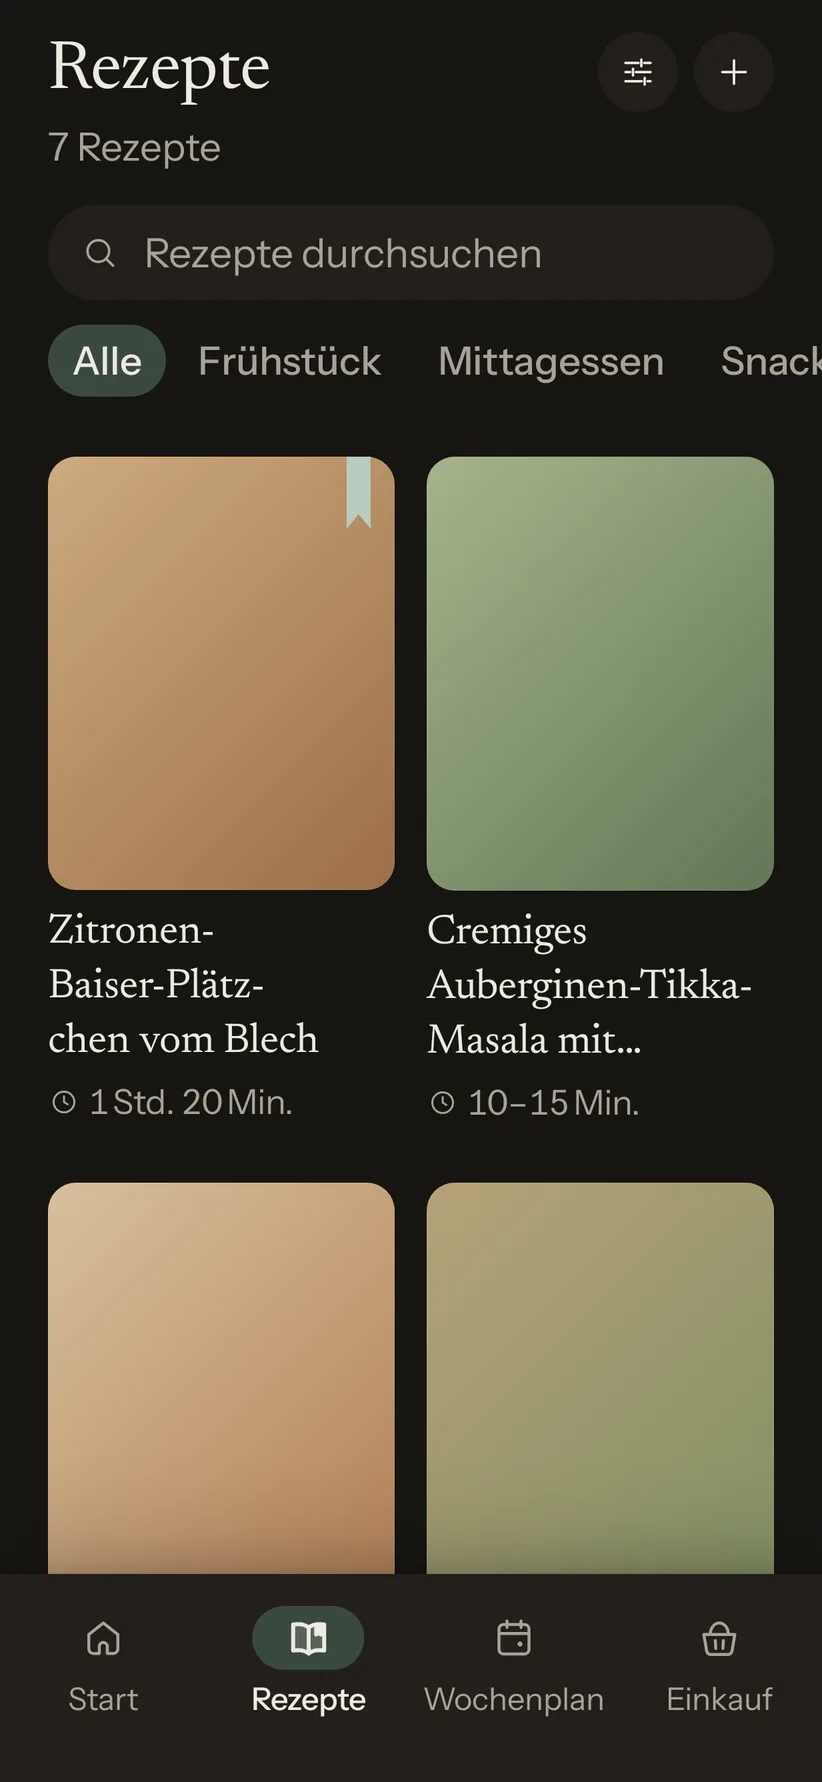 Rezepte
7 Rezepte
Rezepte durchsuchen
Alle Frühstück Mittagessen Snack
Zitronen-
Baiser-Plätz-
chen vom Blech
1 Std. 20 Min.
Cremiges
Auberginen-Tikka-
Masala mit...
10–15 Min.
Start Rezepte Wochenplan Einkauf